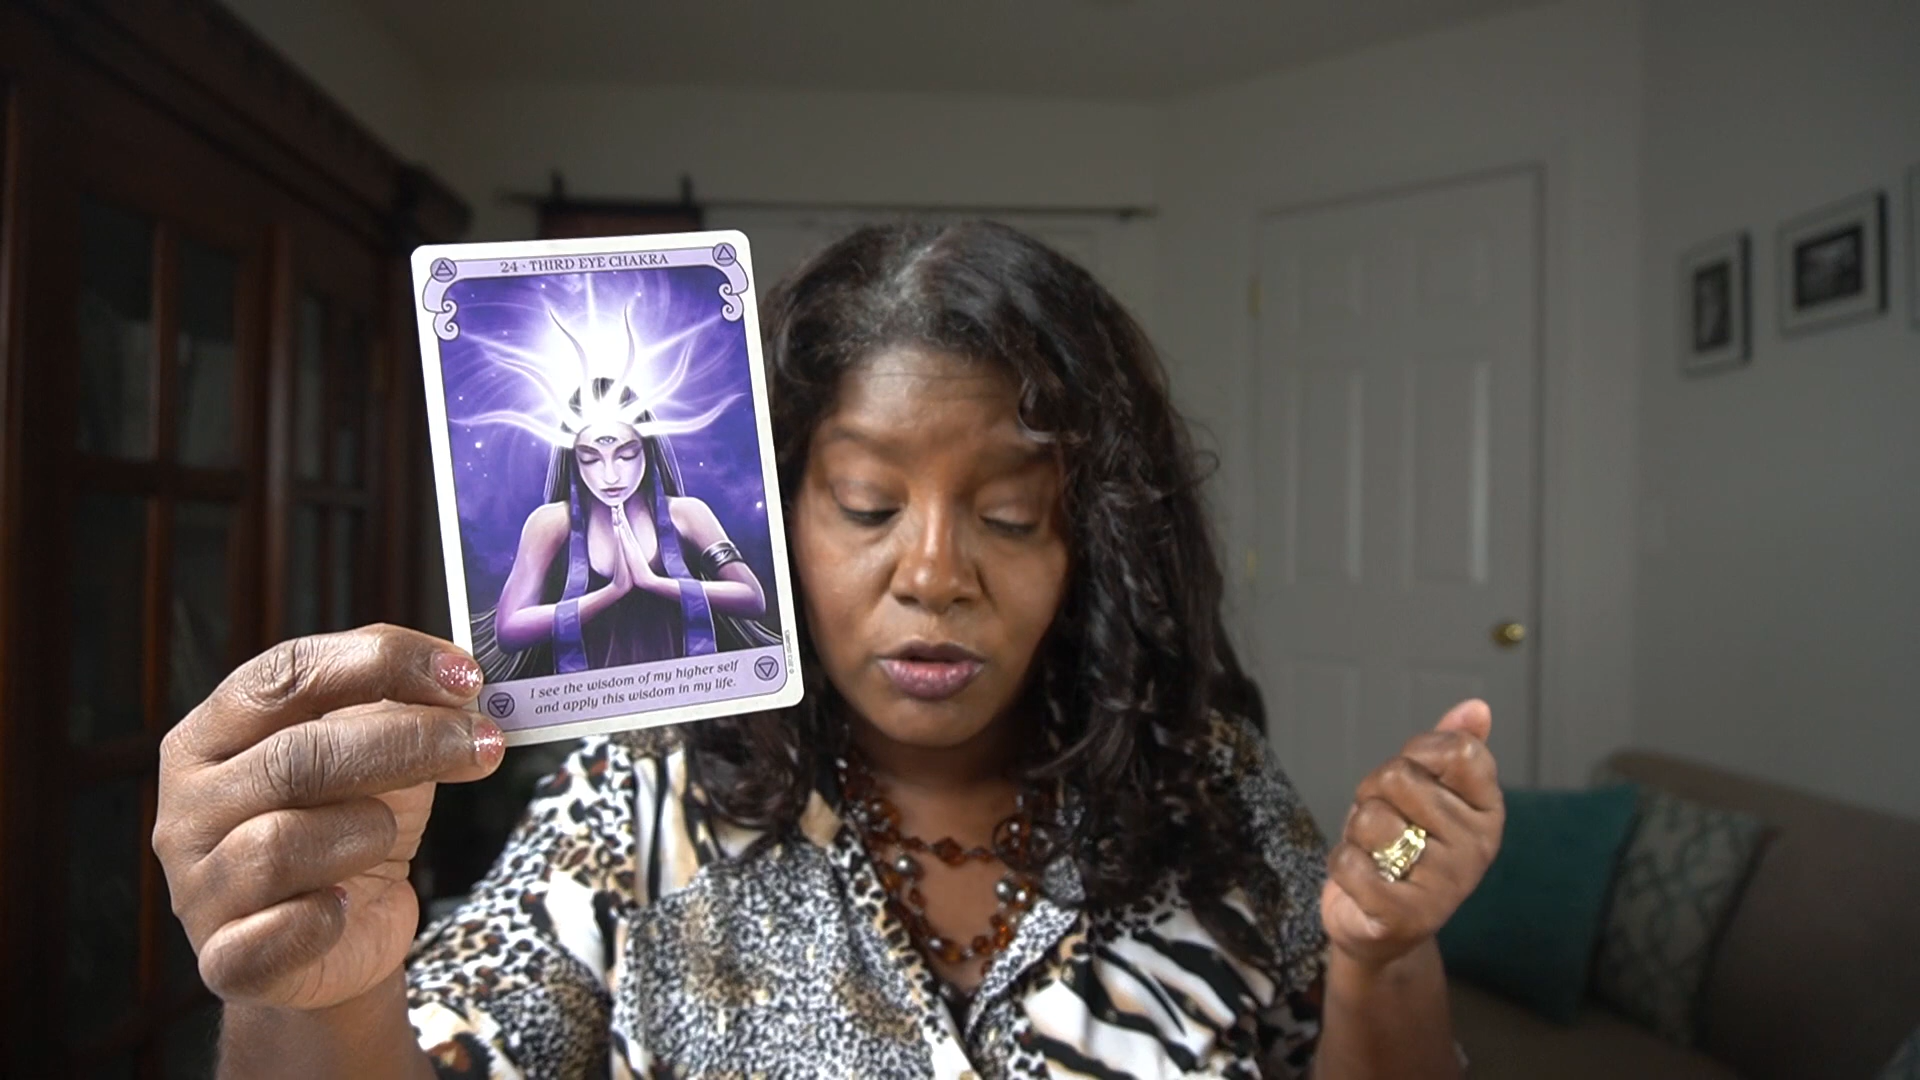 24 · THIRD EYE CHAKRA
I see the wisdom of my higher self
and apply this wisdom in my life.